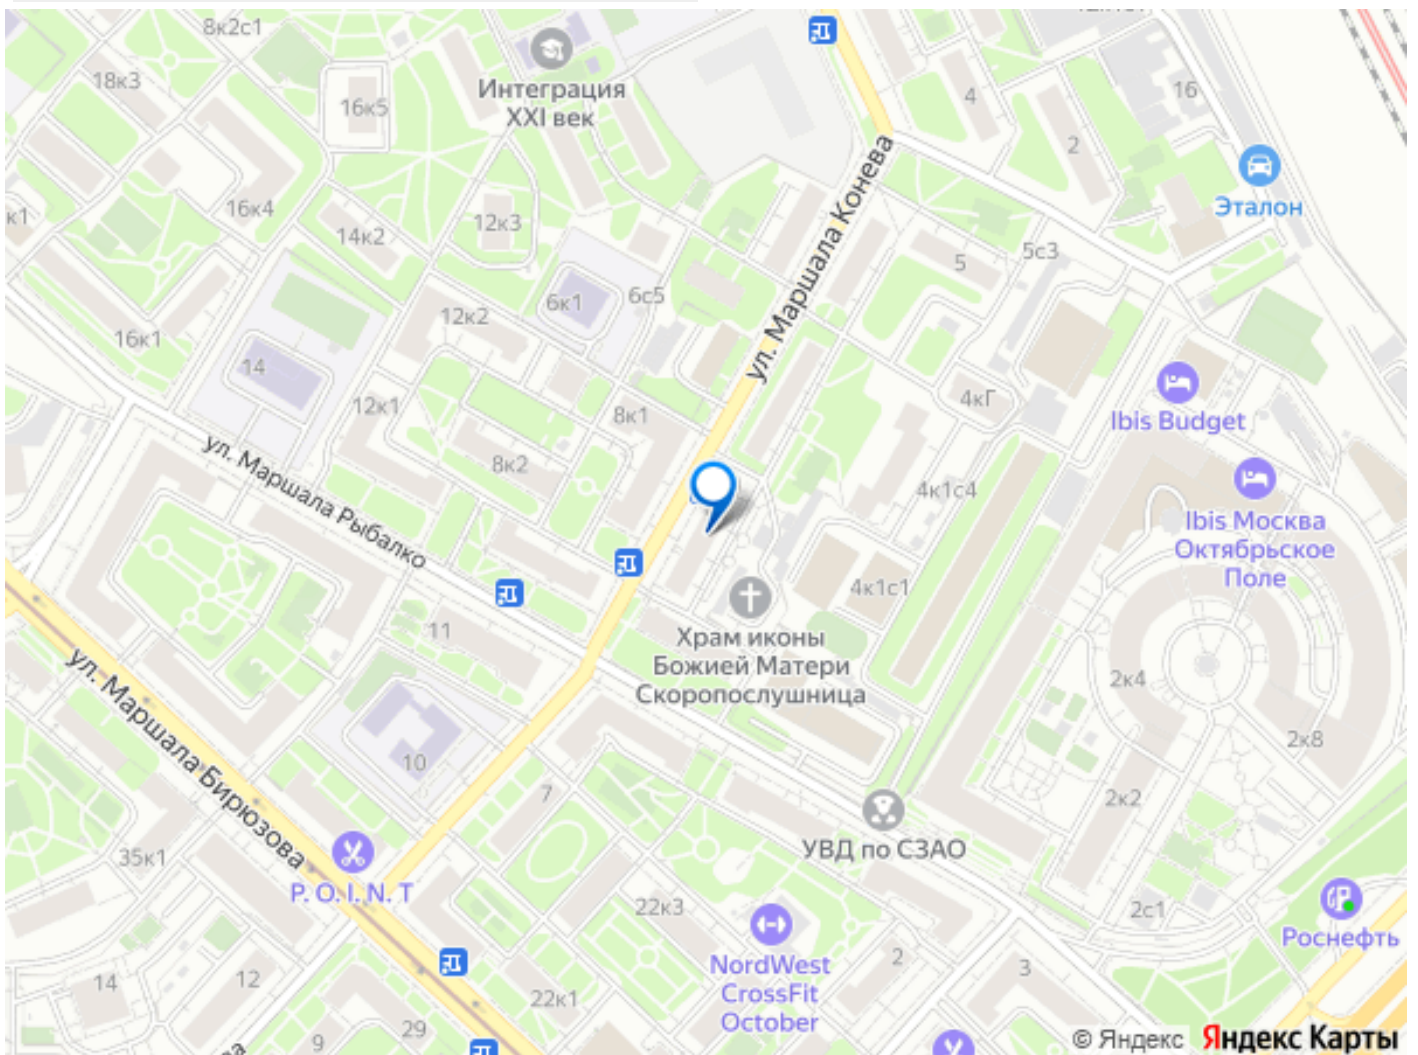 8к2с1
18к3
16к5
Интеграция
XXI век
4
16
2
Эталон
к1
16к4
14к2
12к3
ул. Маршала Конева
5
5с3
6к1
6с5
12к2
16к1
14
12к1
8к1
8к2
4кГ
Ibis Budget
ул. Маршала Рыбалко
4к1с4
Ibis Москва
Октябрьское
Поле
4к1с1
11
Храм иконы
Божией Матери
Скоропослушница
2к4
2к8
ул. Маршала Бирюзова
10
7
2к2
УВД по СЗАО
35к1
P. O. I. N. T
22к3
2с1
Роснефть
NordWest
CrossFit
October
2
3
14
12
22к1
29
9
© Яндекс Яндекс Карты